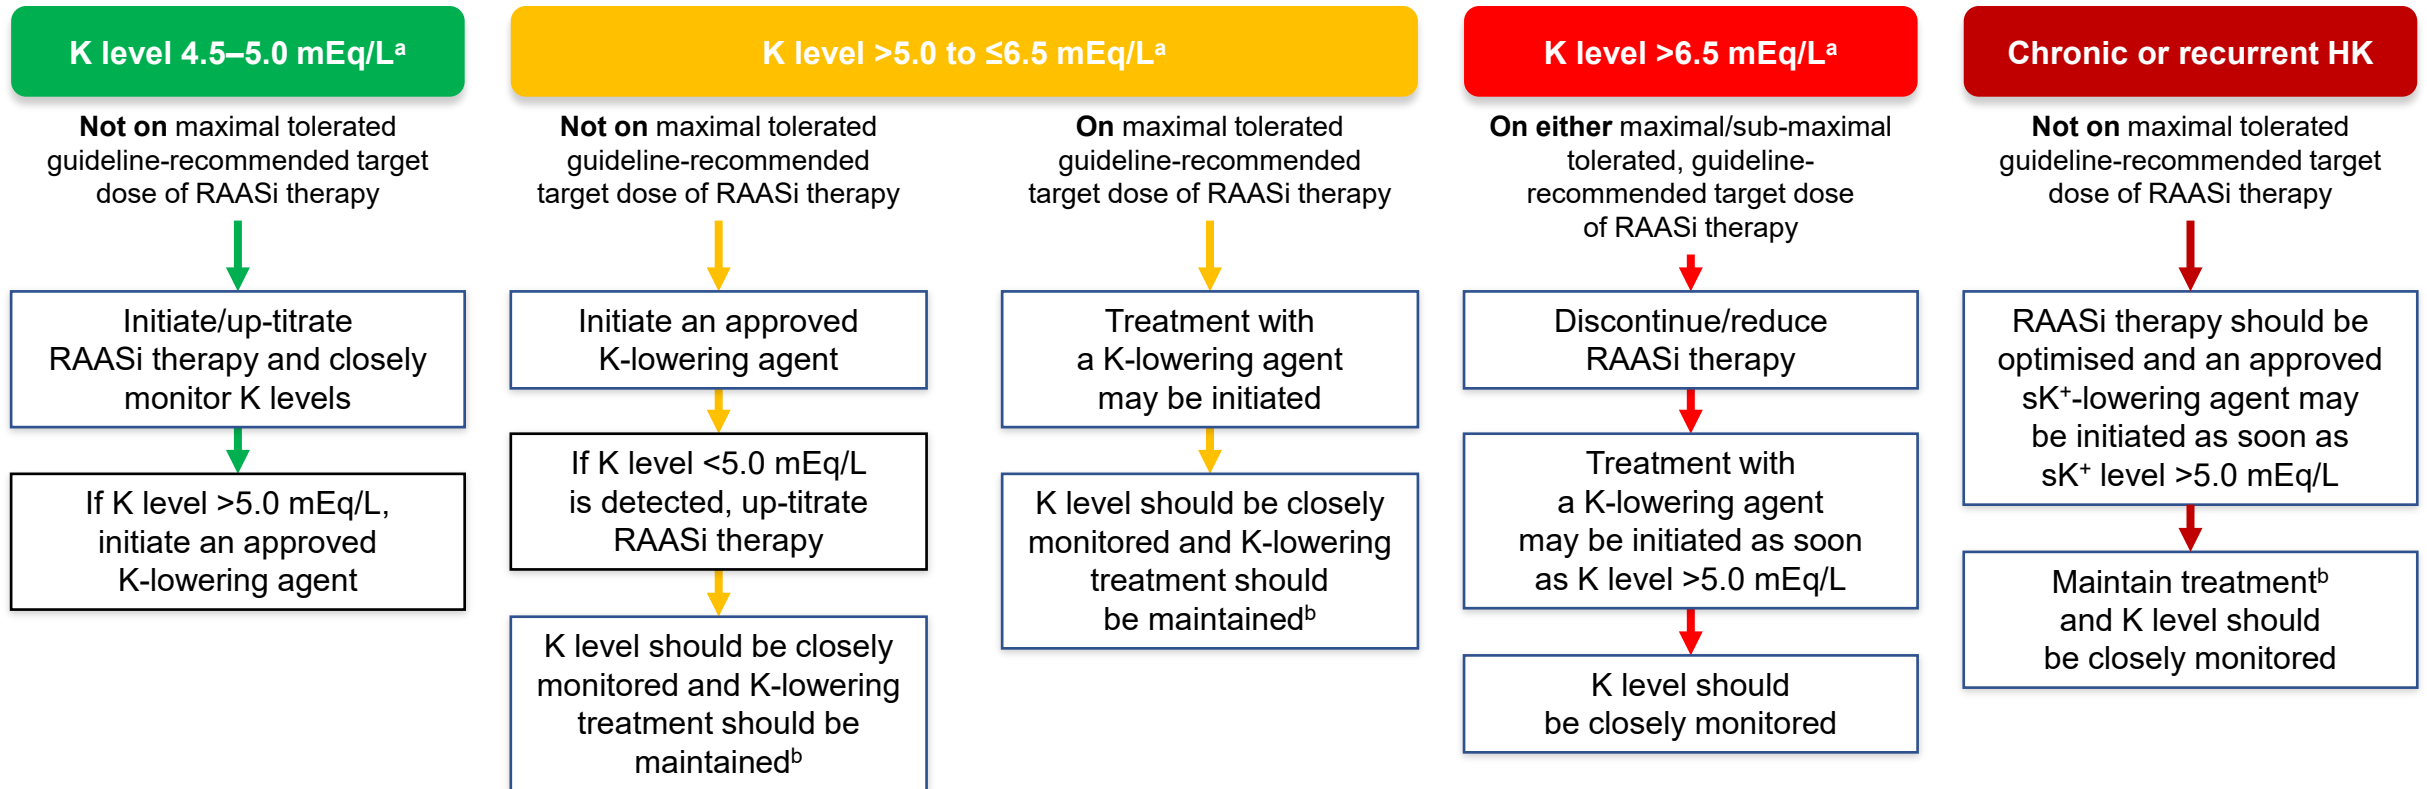 K level 4.5–5.0 mEq/Lᵃ
Not on maximal tolerated
guideline-recommended target
dose of RAASi therapy
Initiate/up-titrate
RAASi therapy and closely
monitor K levels
If K level >5.0 mEq/L,
initiate an approved
K-lowering agent
K level >5.0 to ≤6.5 mEq/Lᵃ
Not on maximal tolerated
guideline-recommended
target dose of RAASi therapy
Initiate an approved
K-lowering agent
If K level <5.0 mEq/L
is detected, up-titrate
RAASi therapy
K level should be closely
monitored and K-lowering
treatment should be
maintainedᵇ
On maximal tolerated
guideline-recommended
target dose of RAASi therapy
Treatment with
a K-lowering agent
may be initiated
K level should be closely
monitored and K-lowering
treatment should
be maintainedᵇ
K level >6.5 mEq/Lᵃ
On either maximal/sub-maximal
tolerated, guideline-
recommended target dose
of RAASi therapy
Discontinue/reduce
RAASi therapy
Treatment with
a K-lowering agent
may be initiated as soon
as K level >5.0 mEq/L
K level should
be closely monitored
Chronic or recurrent HK
Not on maximal tolerated
guideline-recommended target
dose of RAASi therapy
RAASi therapy should be
optimised and an approved
sK⁺-lowering agent may
be initiated as soon as
sK⁺ level >5.0 mEq/L
Maintain treatmentᵇ
and K level should
be closely monitored